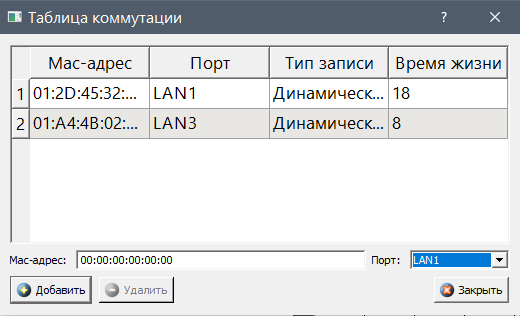 Таблица коммутации
Мас-адрес Порт Тип записи Время жизни
1 01:2D:45:32:... LAN1 Динамическ... 18
2 01:A4:4B:02:... LAN3 Динамическ... 8
Мас-адрес: 00:00:00:00:00:00 Порт: LAN1
Добавить Удалить Закрыть